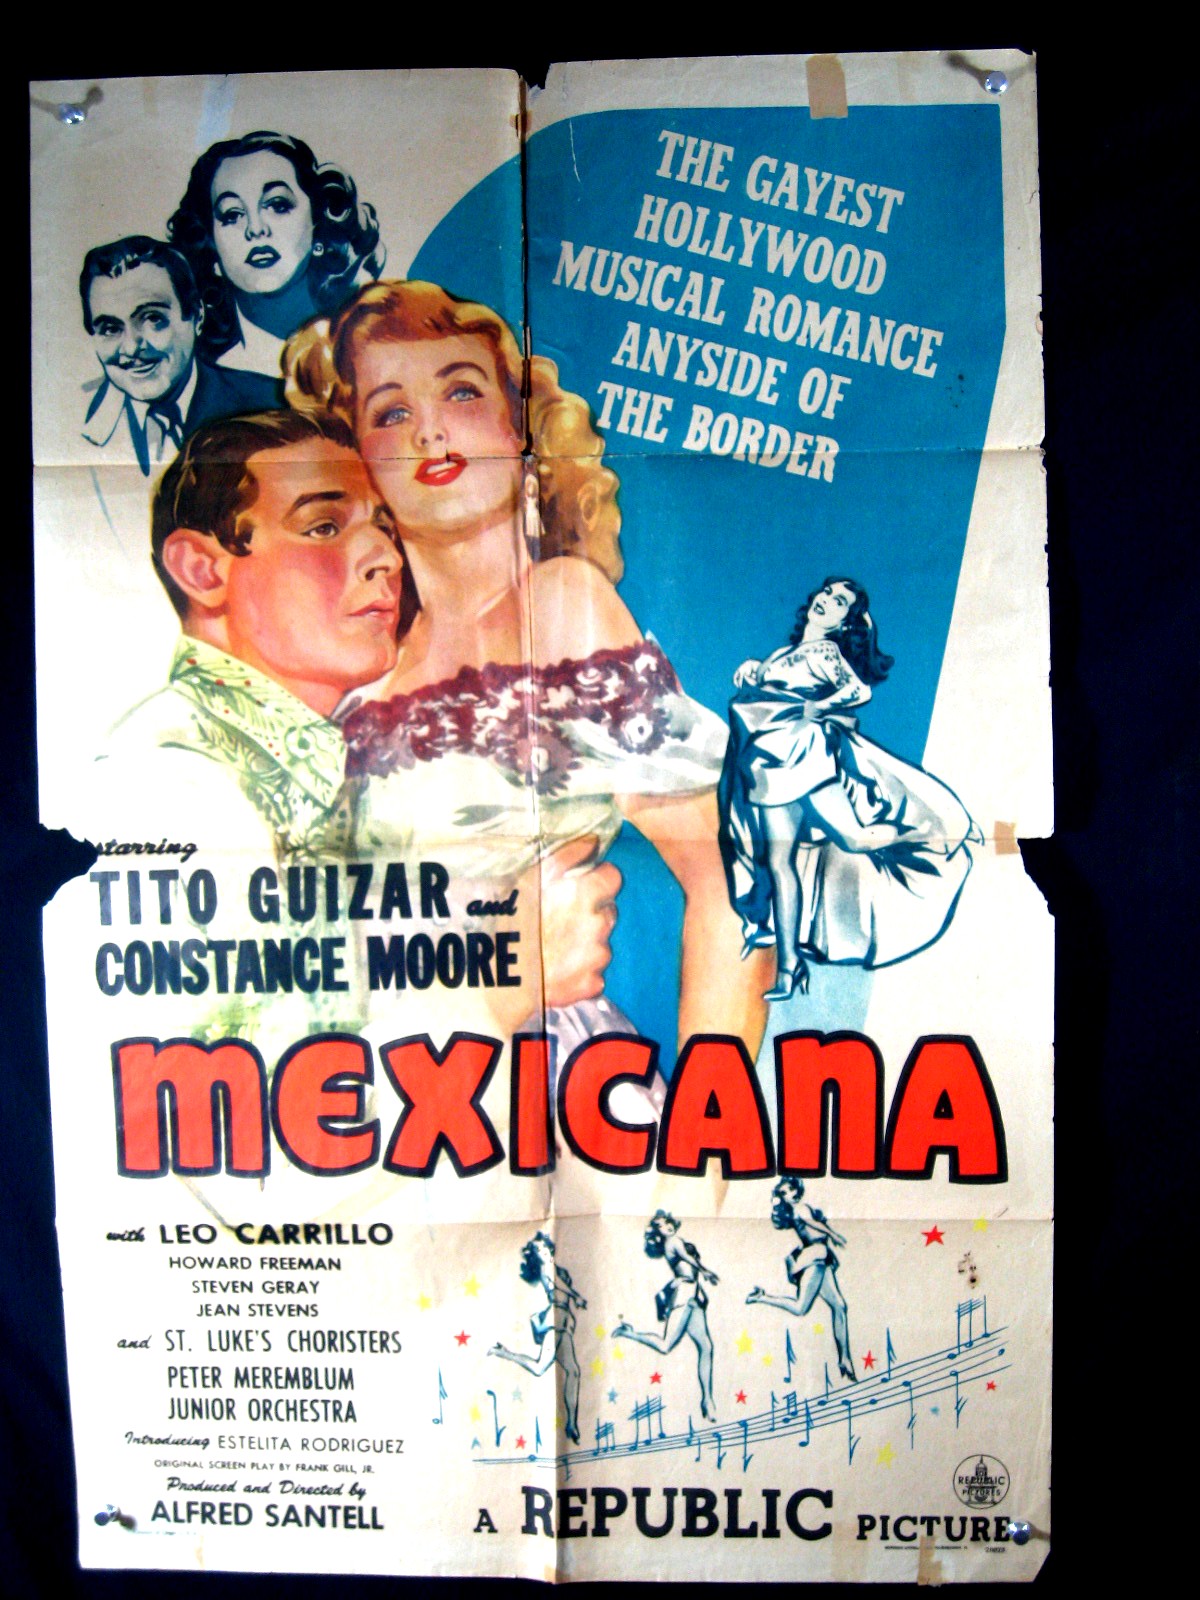 THE GAYEST
HOLLYWOOD
MUSICAL ROMANCE
ANYSIDE OF
THE BORDER
starring
TITO GUIZAR and
CONSTANCE MOORE
MEXICANA
with LEO CARRILLO
HOWARD FREEMAN
STEVEN GERAY
JEAN STEVENS
and ST. LUKE'S CHORISTERS
PETER MEREMBLUM
JUNIOR ORCHESTRA
Introducing ESTELITA RODRIGUEZ
ORIGINAL SCREEN PLAY BY FRANK GILL, JR.
Produced and Directed by
ALFRED SANTELL
REPUBLIC
PICTURES
A REPUBLIC PICTURE